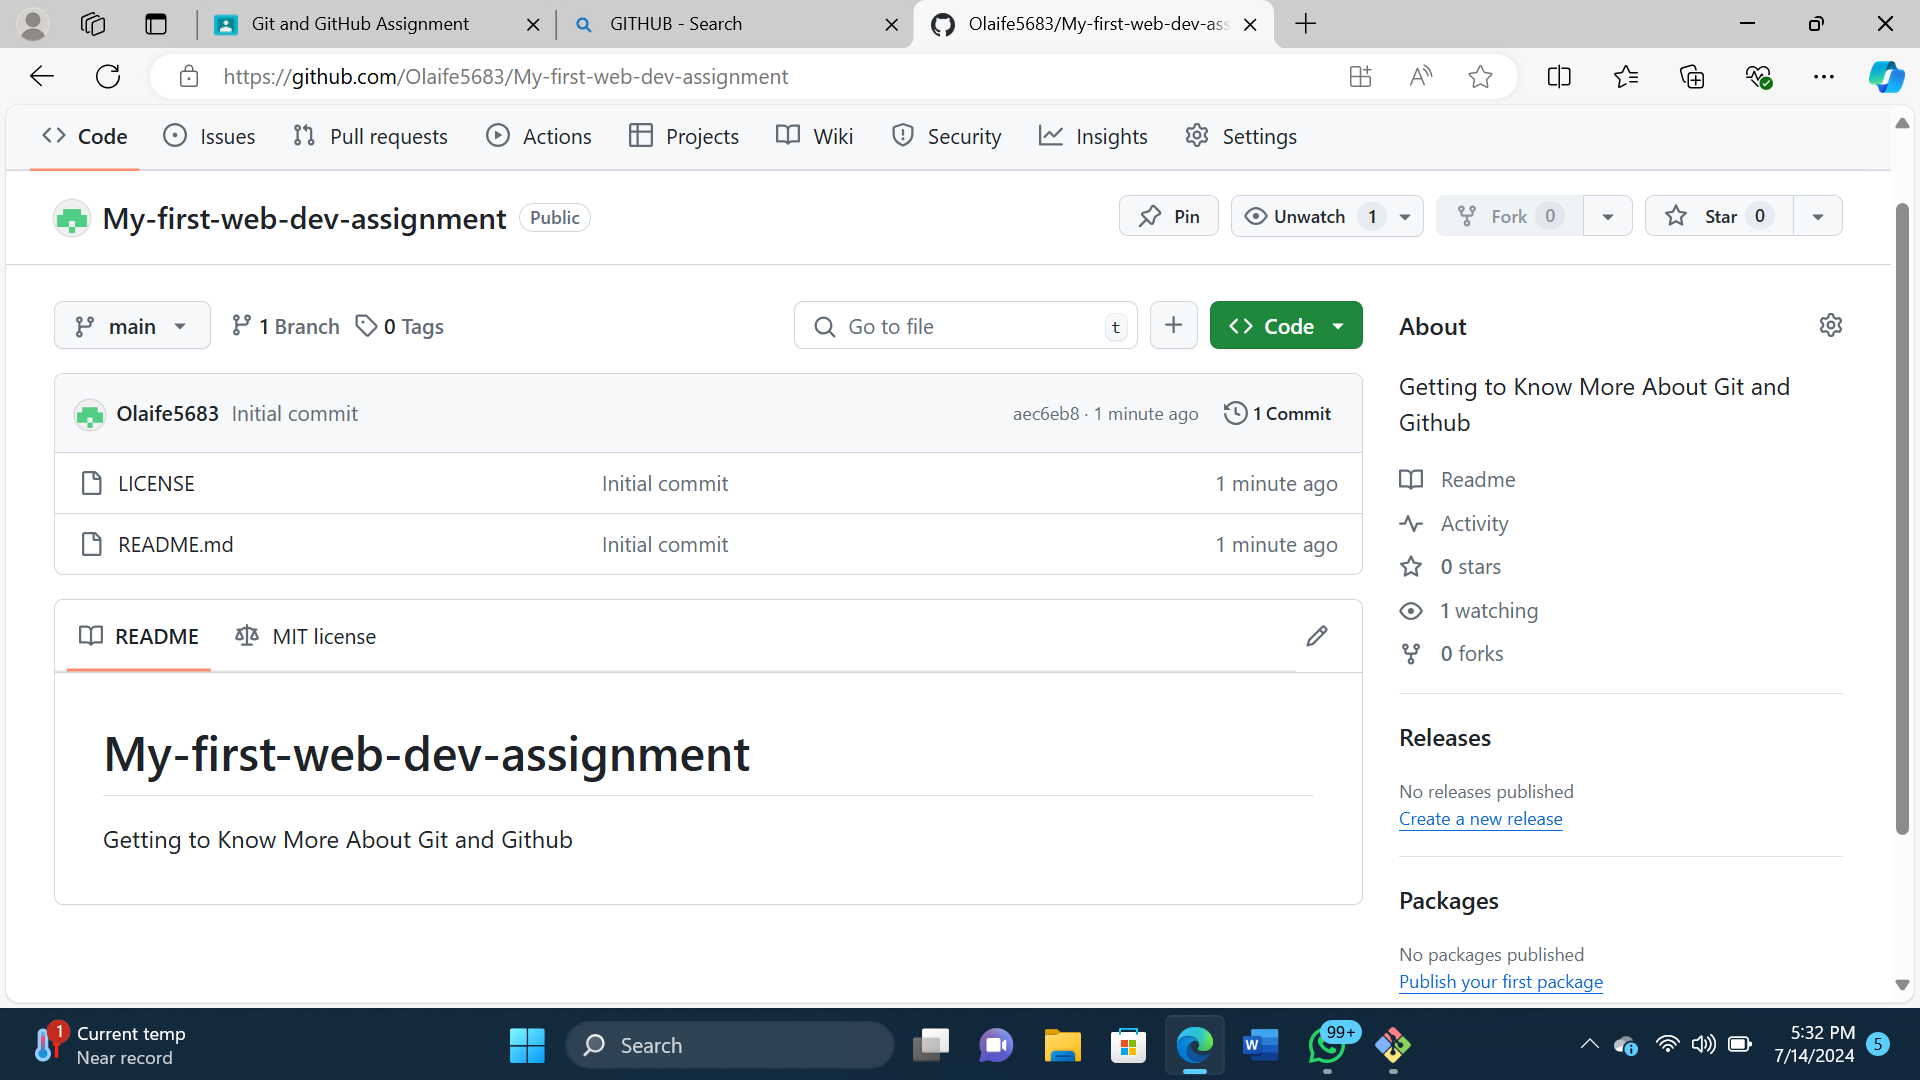 Git and GitHub Assignment
GITHUB - Search
Olaife5683/My-first-web-dev-ass
https://github.com/Olaife5683/My-first-web-dev-assignment
Code
Issues
Pull requests
Actions
Projects
Wiki
Security
Insights
Settings
My-first-web-dev-assignment
Public
Pin
Unwatch 1
Fork 0
Star 0
main
1 Branch
0 Tags
Go to file
t
Code
Olaife5683 Initial commit
aec6eb8 · 1 minute ago
1 Commit
LICENSE
Initial commit
1 minute ago
README.md
Initial commit
1 minute ago
README
MIT license
My-first-web-dev-assignment
Getting to Know More About Git and Github
About
Getting to Know More About Git and
Github
Readme
Activity
0 stars
1 watching
0 forks
Releases
No releases published
Create a new release
Packages
No packages published
Publish your first package
1
Current temp
Near record
Search
W
99+
5:32 PM
7/14/2024
5